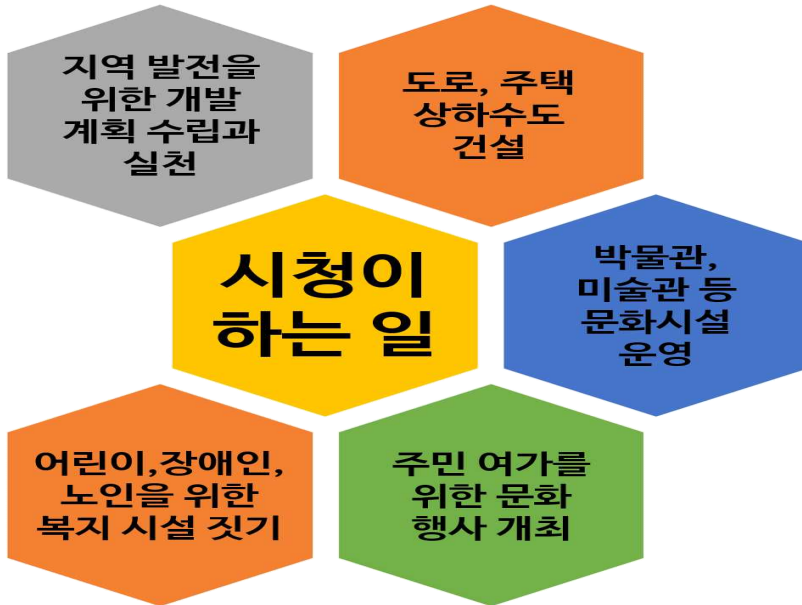 지역 발전을
위한 개발
계획 수립과
실천
도로, 주택
상하수도
건설
시청이
하는 일
박물관,
미술관 등
문화시설
운영
어린이,장애인,
노인을 위한
복지 시설 짓기
주민 여가를
위한 문화
행사 개최